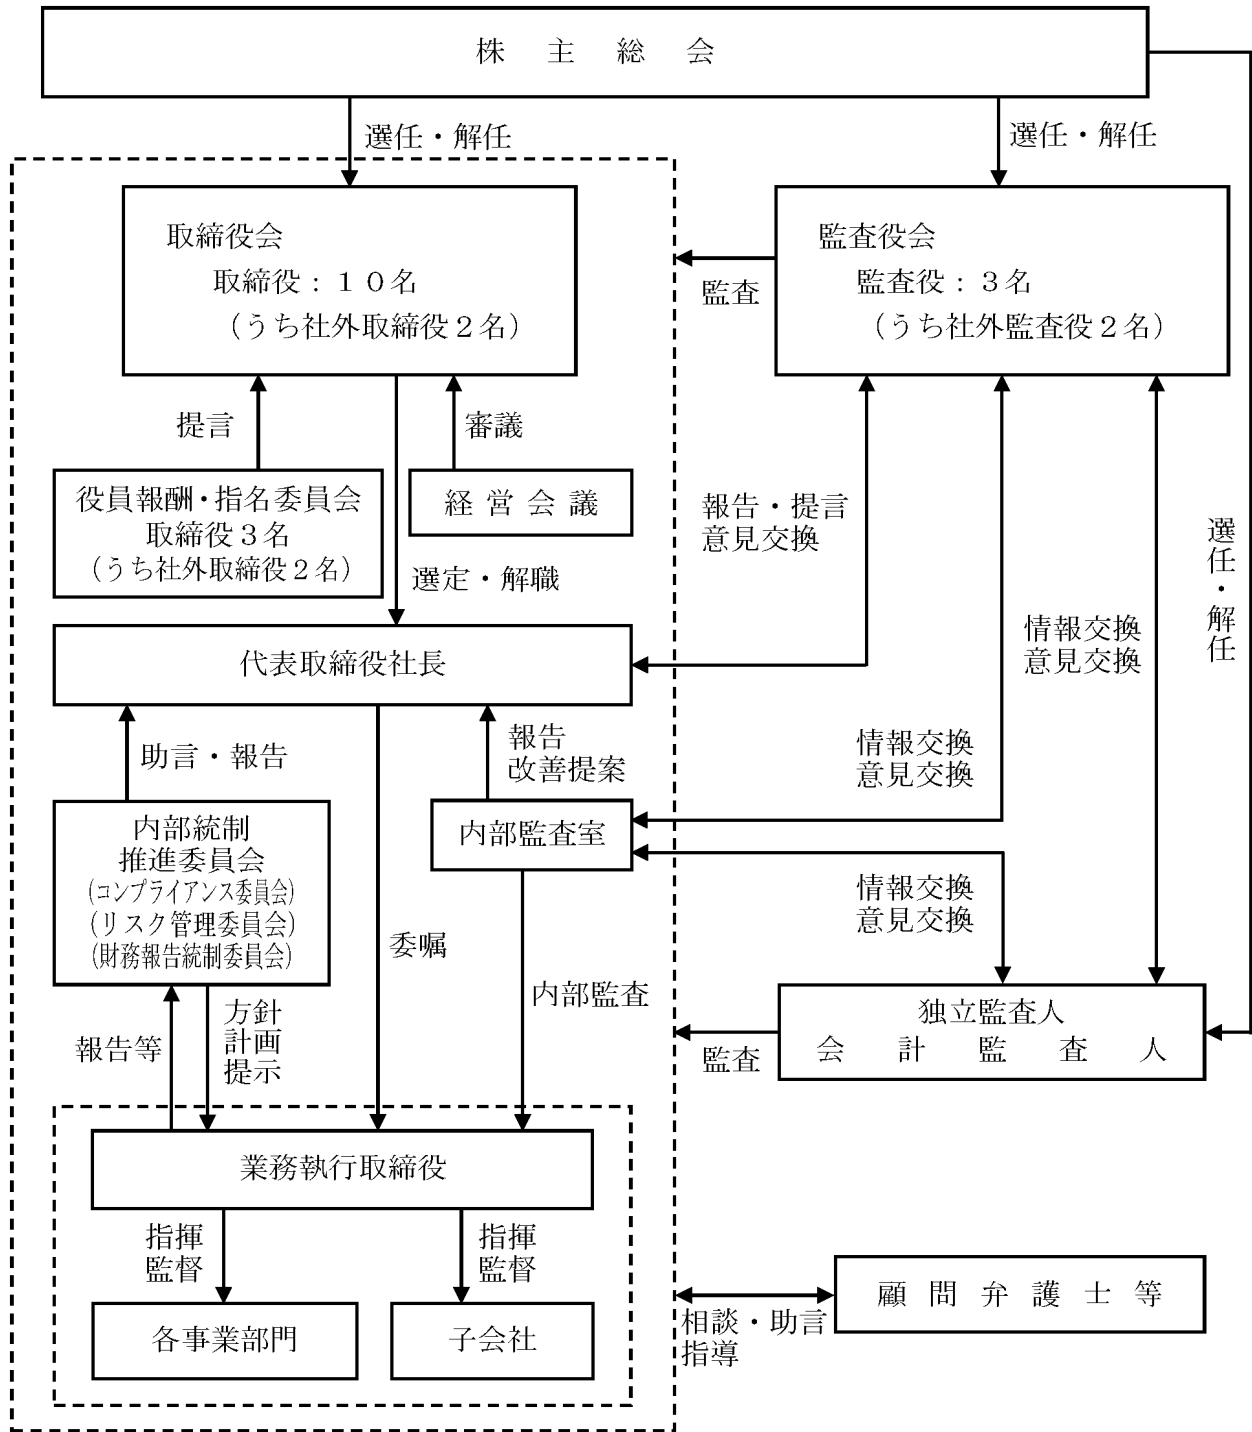 株主総会
選任・解任
選任・解任
取締役会
取締役：１０名
（うち社外取締役２名）
監査役会
監査役：３名
（うち社外監査役２名）
監査
提言
審議
役員報酬・指名委員会
取締役３名
（うち社外取締役２名）
経営会議
報告・提言
意見交換
選任・解任
選定・解職
情報交換
意見交換
代表取締役社長
助言・報告
報告
改善提案
情報交換
意見交換
内部統制
推進委員会
(コンプライアンス委員会)
(リスク管理委員会)
(財務報告統制委員会)
内部監査室
情報交換
意見交換
委嘱
内部監査
報告等
方針
計画
提示
独立監査人
会計監査人
監査
業務執行取締役
指揮
監督
指揮
監督
各事業部門
子会社
相談・助言
指導
顧問弁護士等